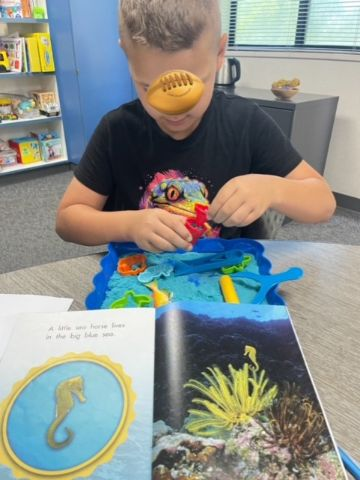 A little sea horse lives
in the big blue sea.